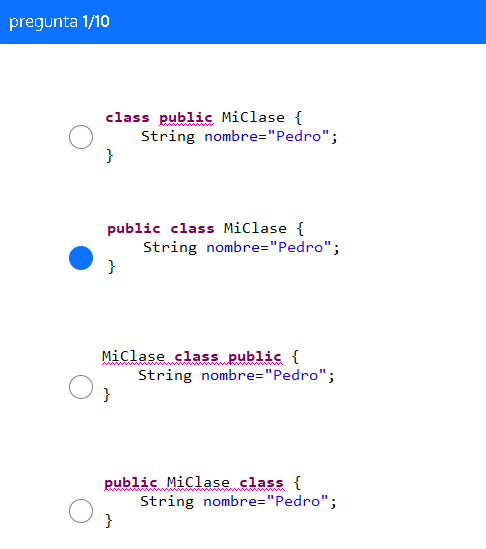 pregunta 1/10
class public MiClase {
String nombre="Pedro";
}
public class MiClase {
String nombre="Pedro";
}
MiClase class public {
String nombre="Pedro";
}
public MiClase class {
String nombre="Pedro";
}